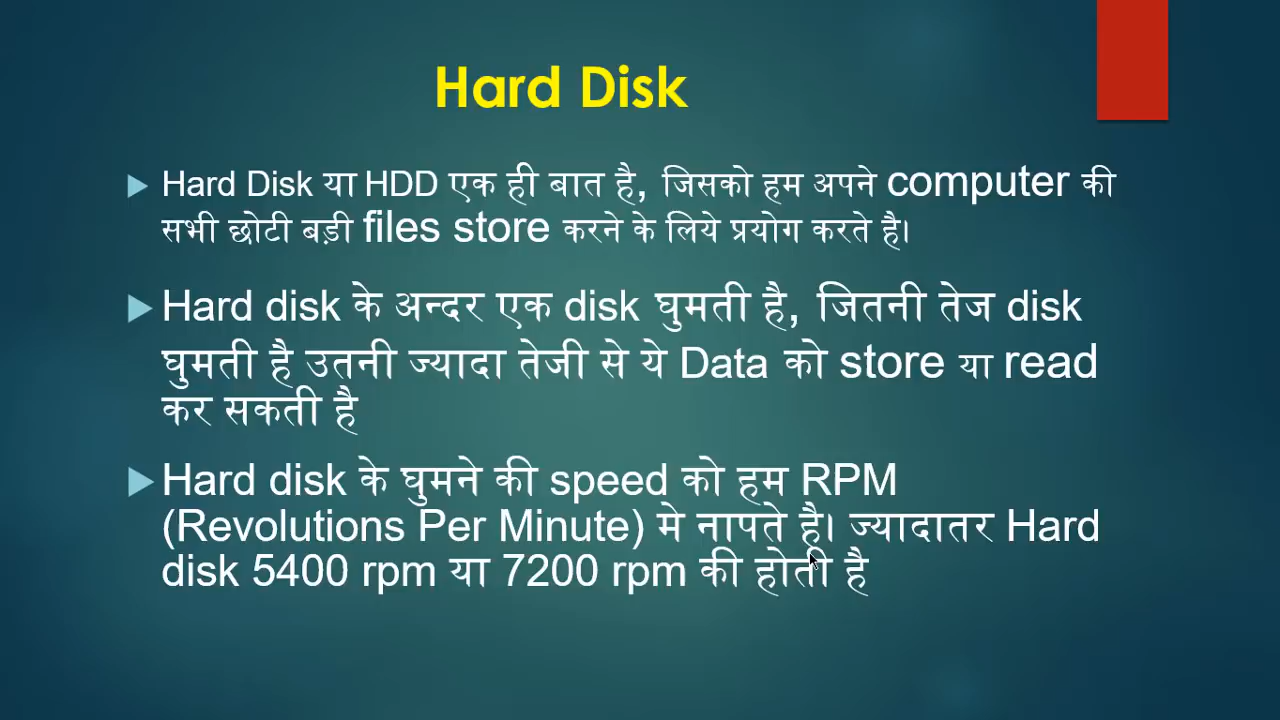 Hard Disk
Hard Disk या HDD एक ही बात है, जिसको हम अपने computer की
सभी छोटी बड़ी files store करने के लिये प्रयोग करते है।
Hard disk के अन्दर एक disk घुमती है, जितनी तेज disk
घुमती है उतनी ज्यादा तेजी से ये Data को store या read
कर सकती है
Hard disk के घुमने की speed को हम RPM
(Revolutions Per Minute) मे नापते है। ज्यादातर Hard
disk 5400 rpm या 7200 rpm की होती है